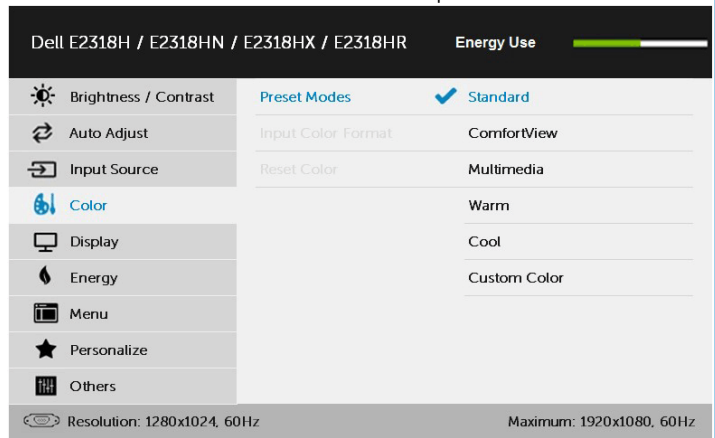 Dell E2318H / E2318HN / E2318HX / E2318HR Energy Use
Brightness / Contrast Preset Modes Standard
Auto Adjust Input Color Format ComfortView
Input Source Reset Color Multimedia
Color Warm
Display Cool
Energy Custom Color
Menu
Personalize
Others
Resolution: 1280x1024, 60Hz Maximum: 1920x1080, 60Hz